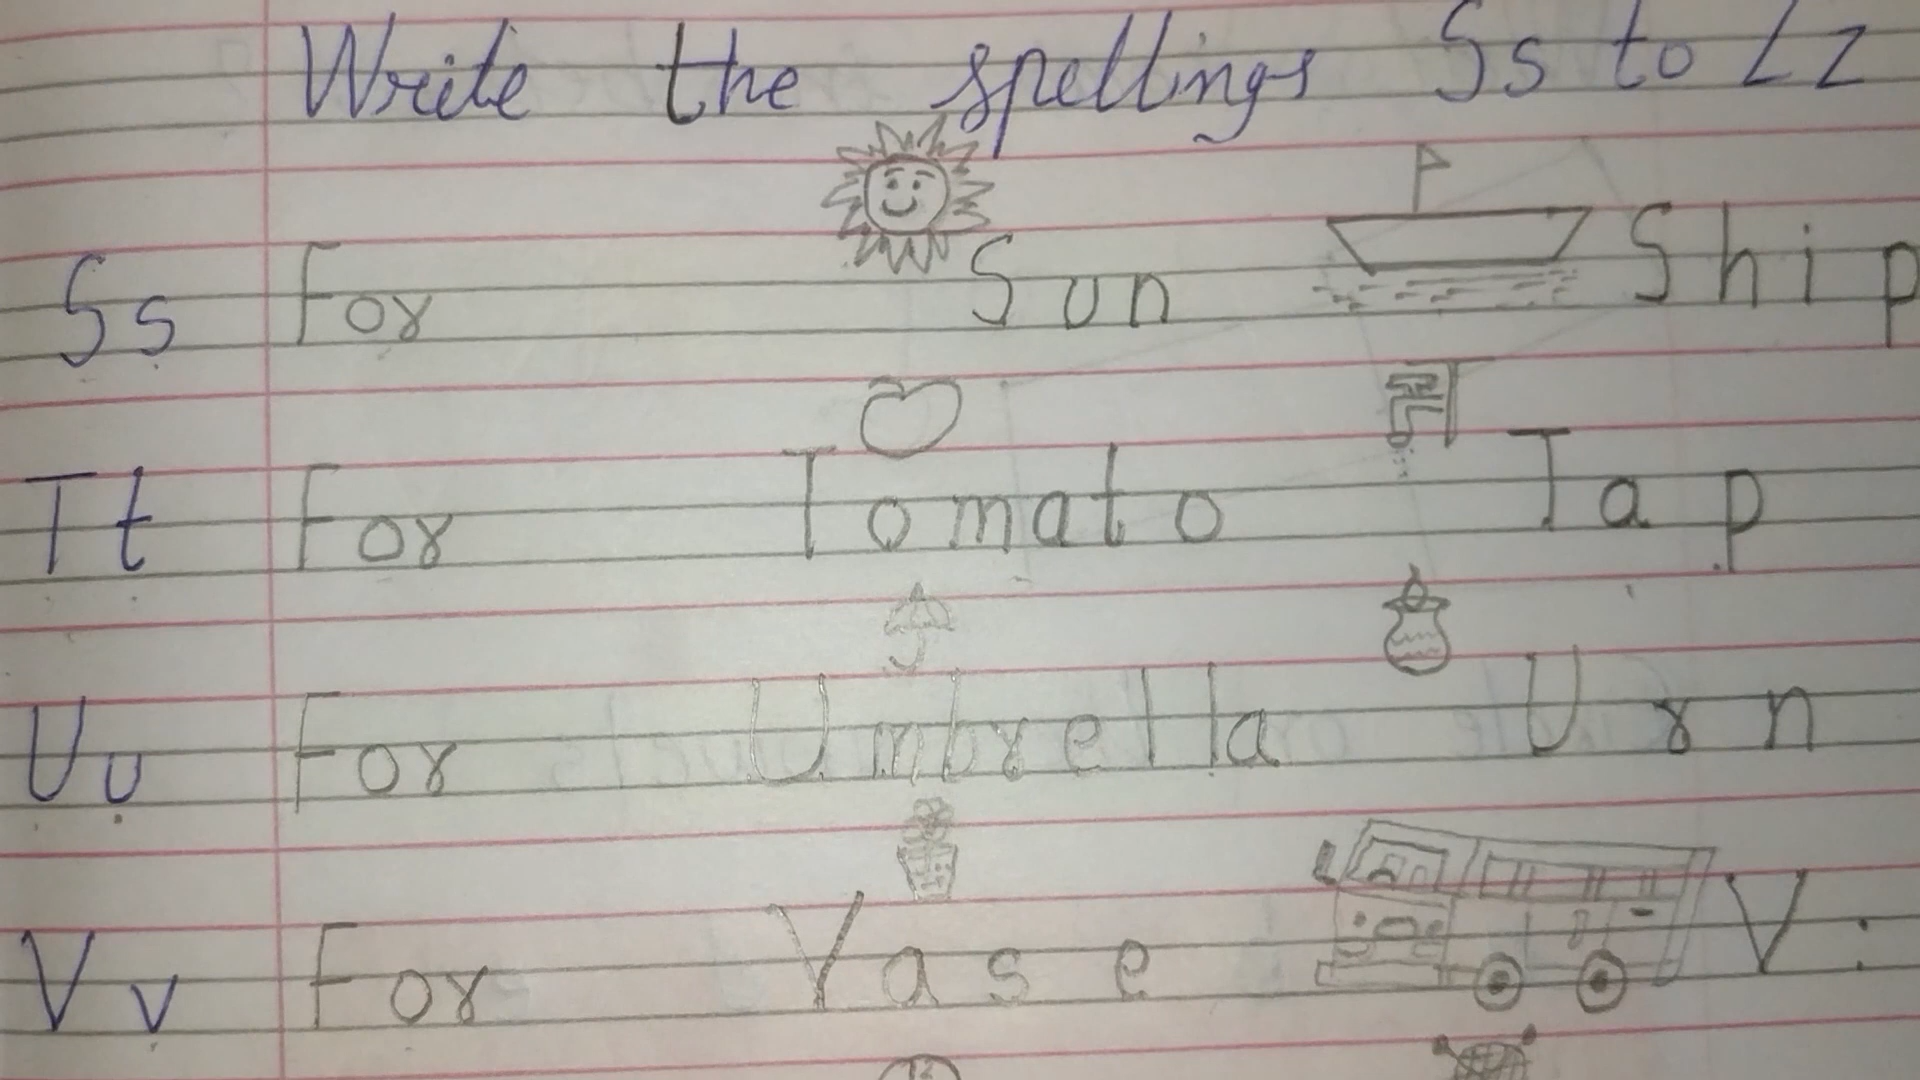 Write the spellings Ss to Zz
Ss For Sun Ship
Tt For Tomato Tap
Uu For Umbrella Urn
Vv For Vase V
12